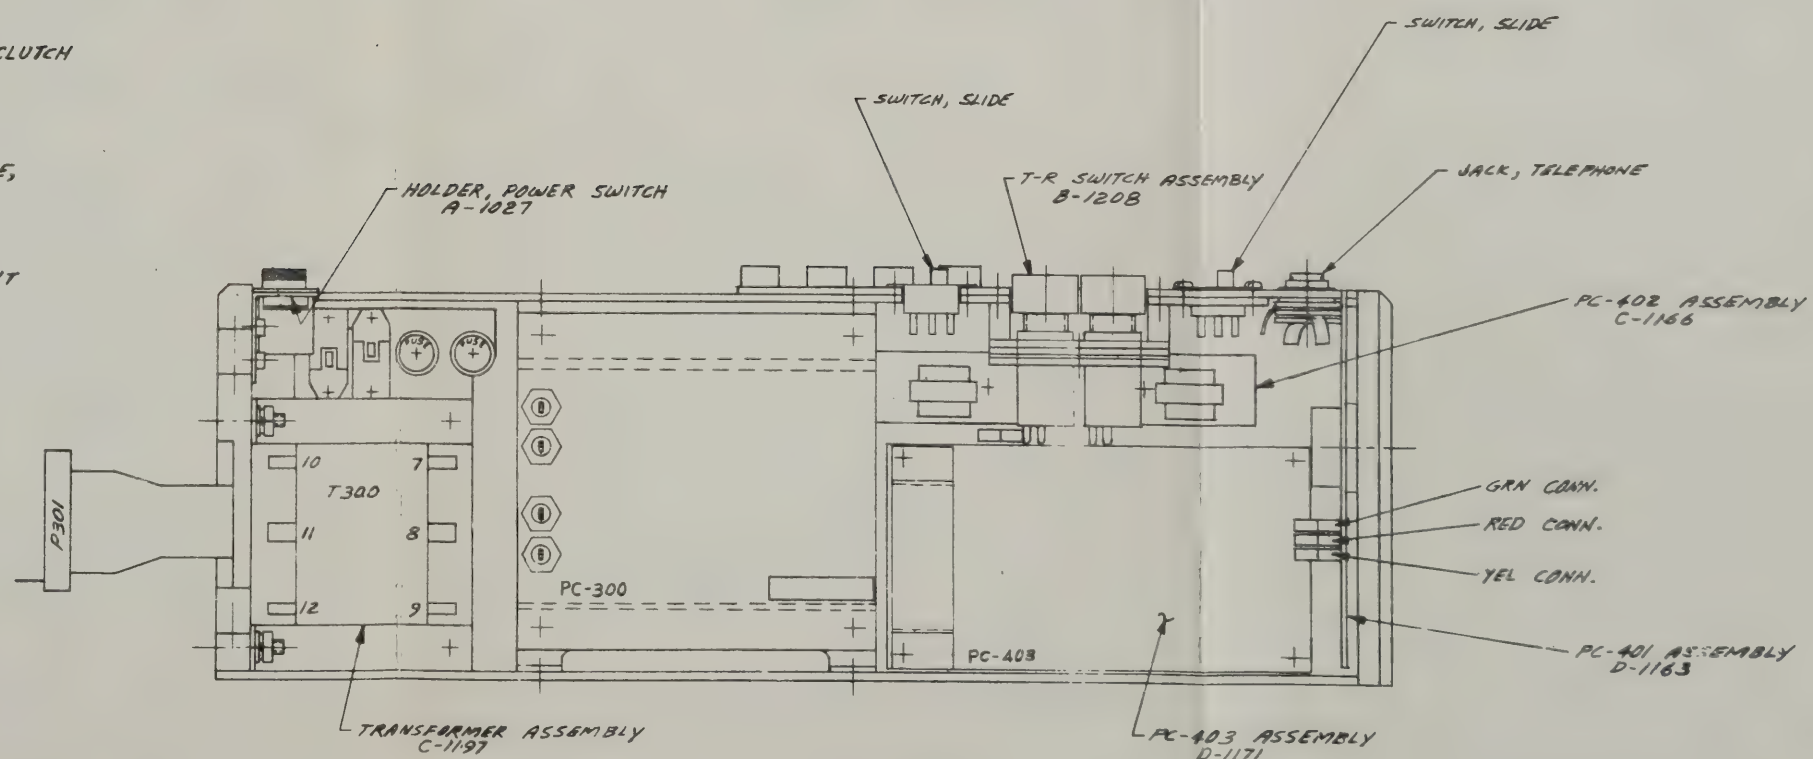 CLUTCH
SWITCH, SLIDE
SWITCH, SLIDE
T-R SWITCH ASSEMBLY
B-1208
JACK, TELEPHONE
HOLDER, POWER SWITCH
A-1027
PC-402 ASSEMBLY
C-1166
FUSE
FUSE
10
7
T300
11
8
12
9
P301
PC-300
PC-403
GRN CONN.
RED CONN.
YEL CONN.
PC-401 ASSEMBLY
D-1163
TRANSFORMER ASSEMBLY
C-1197
PC-403 ASSEMBLY
D-1171